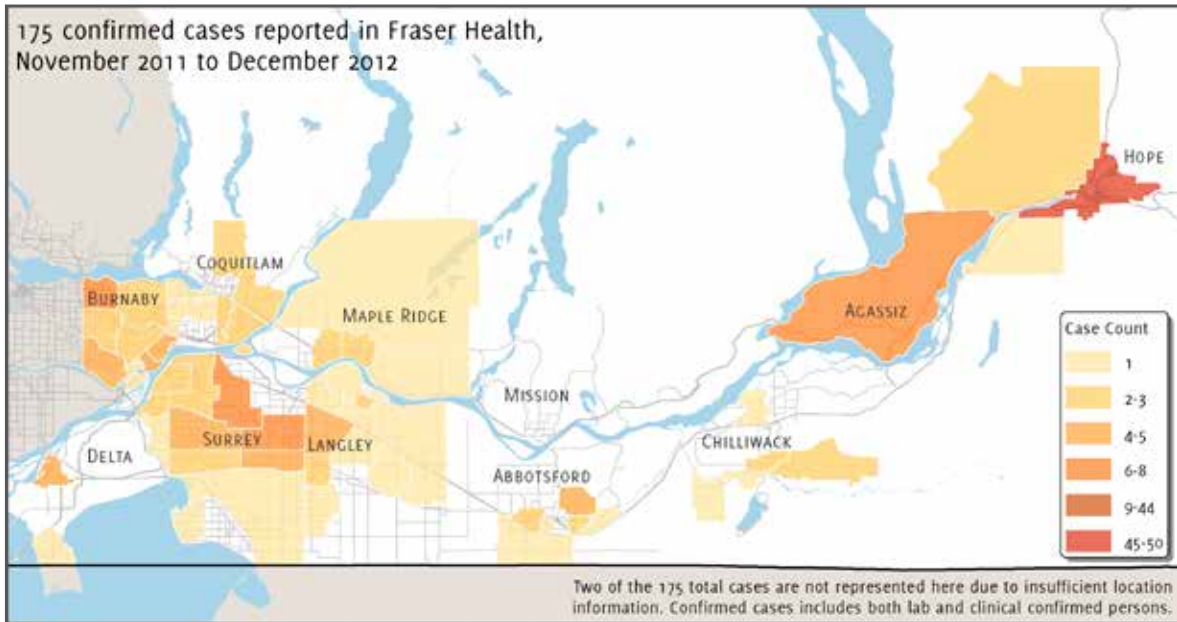 175 confirmed cases reported in Fraser Health,
November 2011 to December 2012
Hope
Coquitlam
Burnaby
Maple Ridge
Agassiz
Case Count
1
2-3
4-5
6-8
9-44
45-50
Mission
Surrey
Langley
Delta
Chilliwack
Abbotsford
Two of the 175 total cases are not represented here due to insufficient location
information. Confirmed cases includes both lab and clinical confirmed persons.